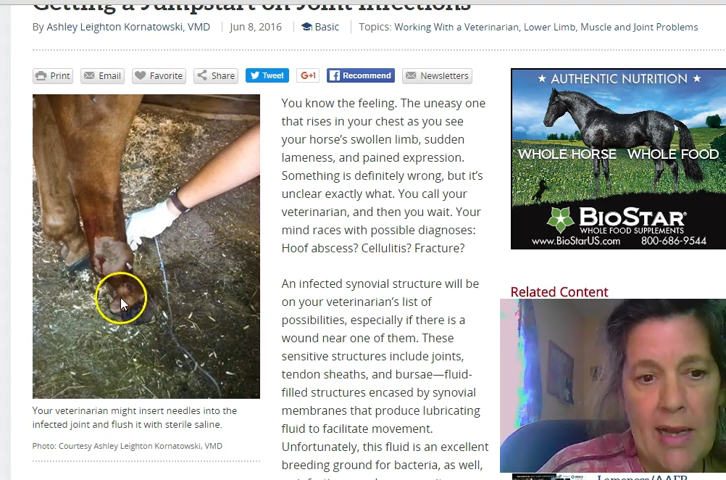 Getting a Jumpstart on Joint Infections
By Ashley Leighton Kornatowski, VMD | Jun 8, 2016 | Basic | Topics: Working With a Veterinarian, Lower Limb, Muscle and Joint Problems
Print Email Favorite Share Tweet G+1 Recommend Newsletters
You know the feeling. The uneasy one
that rises in your chest as you see
your horse's swollen limb, sudden
lameness, and pained expression.
Something is definitely wrong, but it's
unclear exactly what. You call your
veterinarian, and then you wait. Your
mind races with possible diagnoses:
Hoof abscess? Cellulitis? Fracture?
An infected synovial structure will be
on your veterinarian's list of
possibilities, especially if there is a
wound near one of them. These
sensitive structures include joints,
tendon sheaths, and bursae—fluid-
filled structures encased by synovial
membranes that produce lubricating
fluid to facilitate movement.
Unfortunately, this fluid is an excellent
breeding ground for bacteria, as well,
Your veterinarian might insert needles into the
infected joint and flush it with sterile saline.
Photo: Courtesy Ashley Leighton Kornatowski, VMD
★ AUTHENTIC NUTRITION ★
WHOLE HORSE WHOLE FOOD
BIOSTAR
WHOLE FOOD SUPPLEMENTS
www.BioStarUS.com 800-686-9544
Related Content
Lameness (AAEP